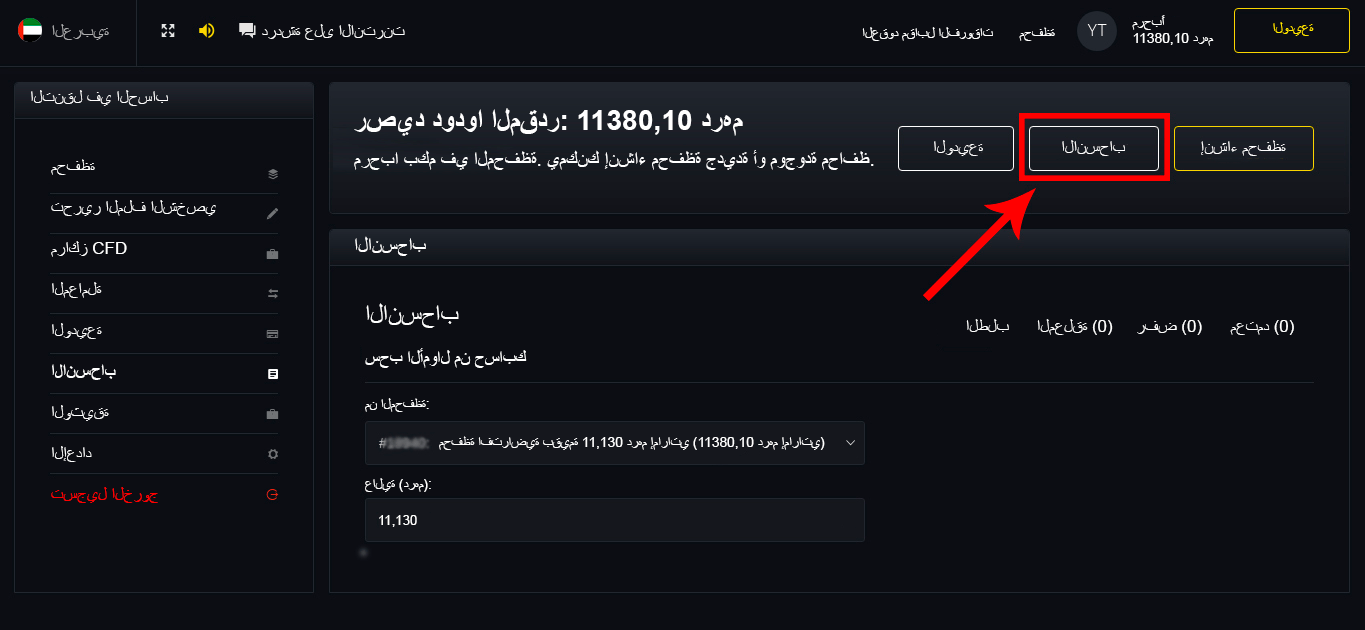 العربية
دردشة على الانترنت
العقود مقابل الفروقات
محفظة
YT
مرحبا أ
11380,10 درهم
الوديعة
التنقل في الحساب
محفظة
تحرير الملف الشخصي
مراكز CFD
المعاملة
الوديعة
الانسحاب
الوثيقة
الإعداد
تسجيل الخروج
رصيد دودوا المقدر: 11380,10 درهم
مرحبا بكم في المحفظة. يمكنك إنشاء محفظة جديدة أو موجودة محافظ.
الوديعة
الانسحاب
إنشاء محفظة
الانسحاب
الانسحاب
الطلب
المعلقة (0)
رفض (0)
معتمد (0)
سحب الأموال من حسابك
من المحفظة:
محفظة افتراضية بقيمة 11,130 درهم إماراتي (11380,10 درهم إماراتي)
عالية (درهم):
11,130